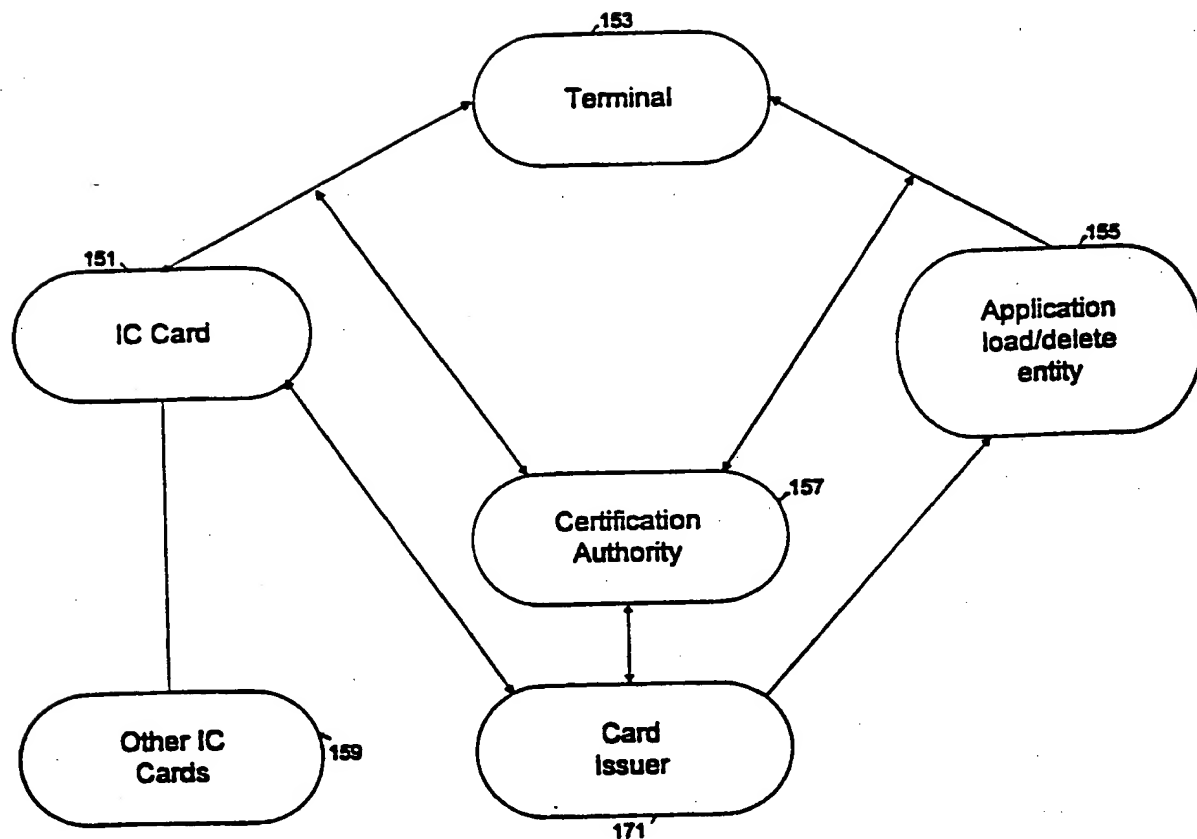 153
Terminal
151
IC Card
155
Application
load/delete
entity
157
Certification
Authority
Other IC
Cards
159
Card
Issuer
171